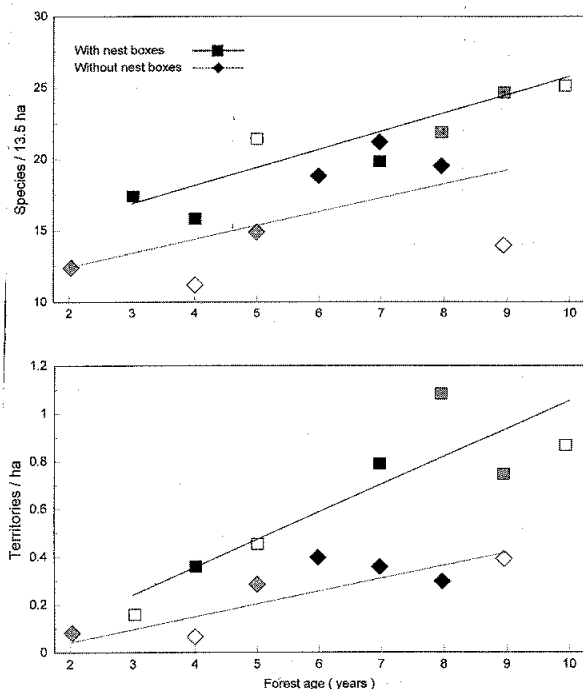 30
With nest boxes
Without nest boxes
25
20
15
10
Species / 13.5 ha
2 3 4 5 6 7 8 9 10
1.2
1
0.8
0.6
0.4
0.2
0
Territories / ha
2 3 4 5 6 7 8 9 10
Forest age ( years )